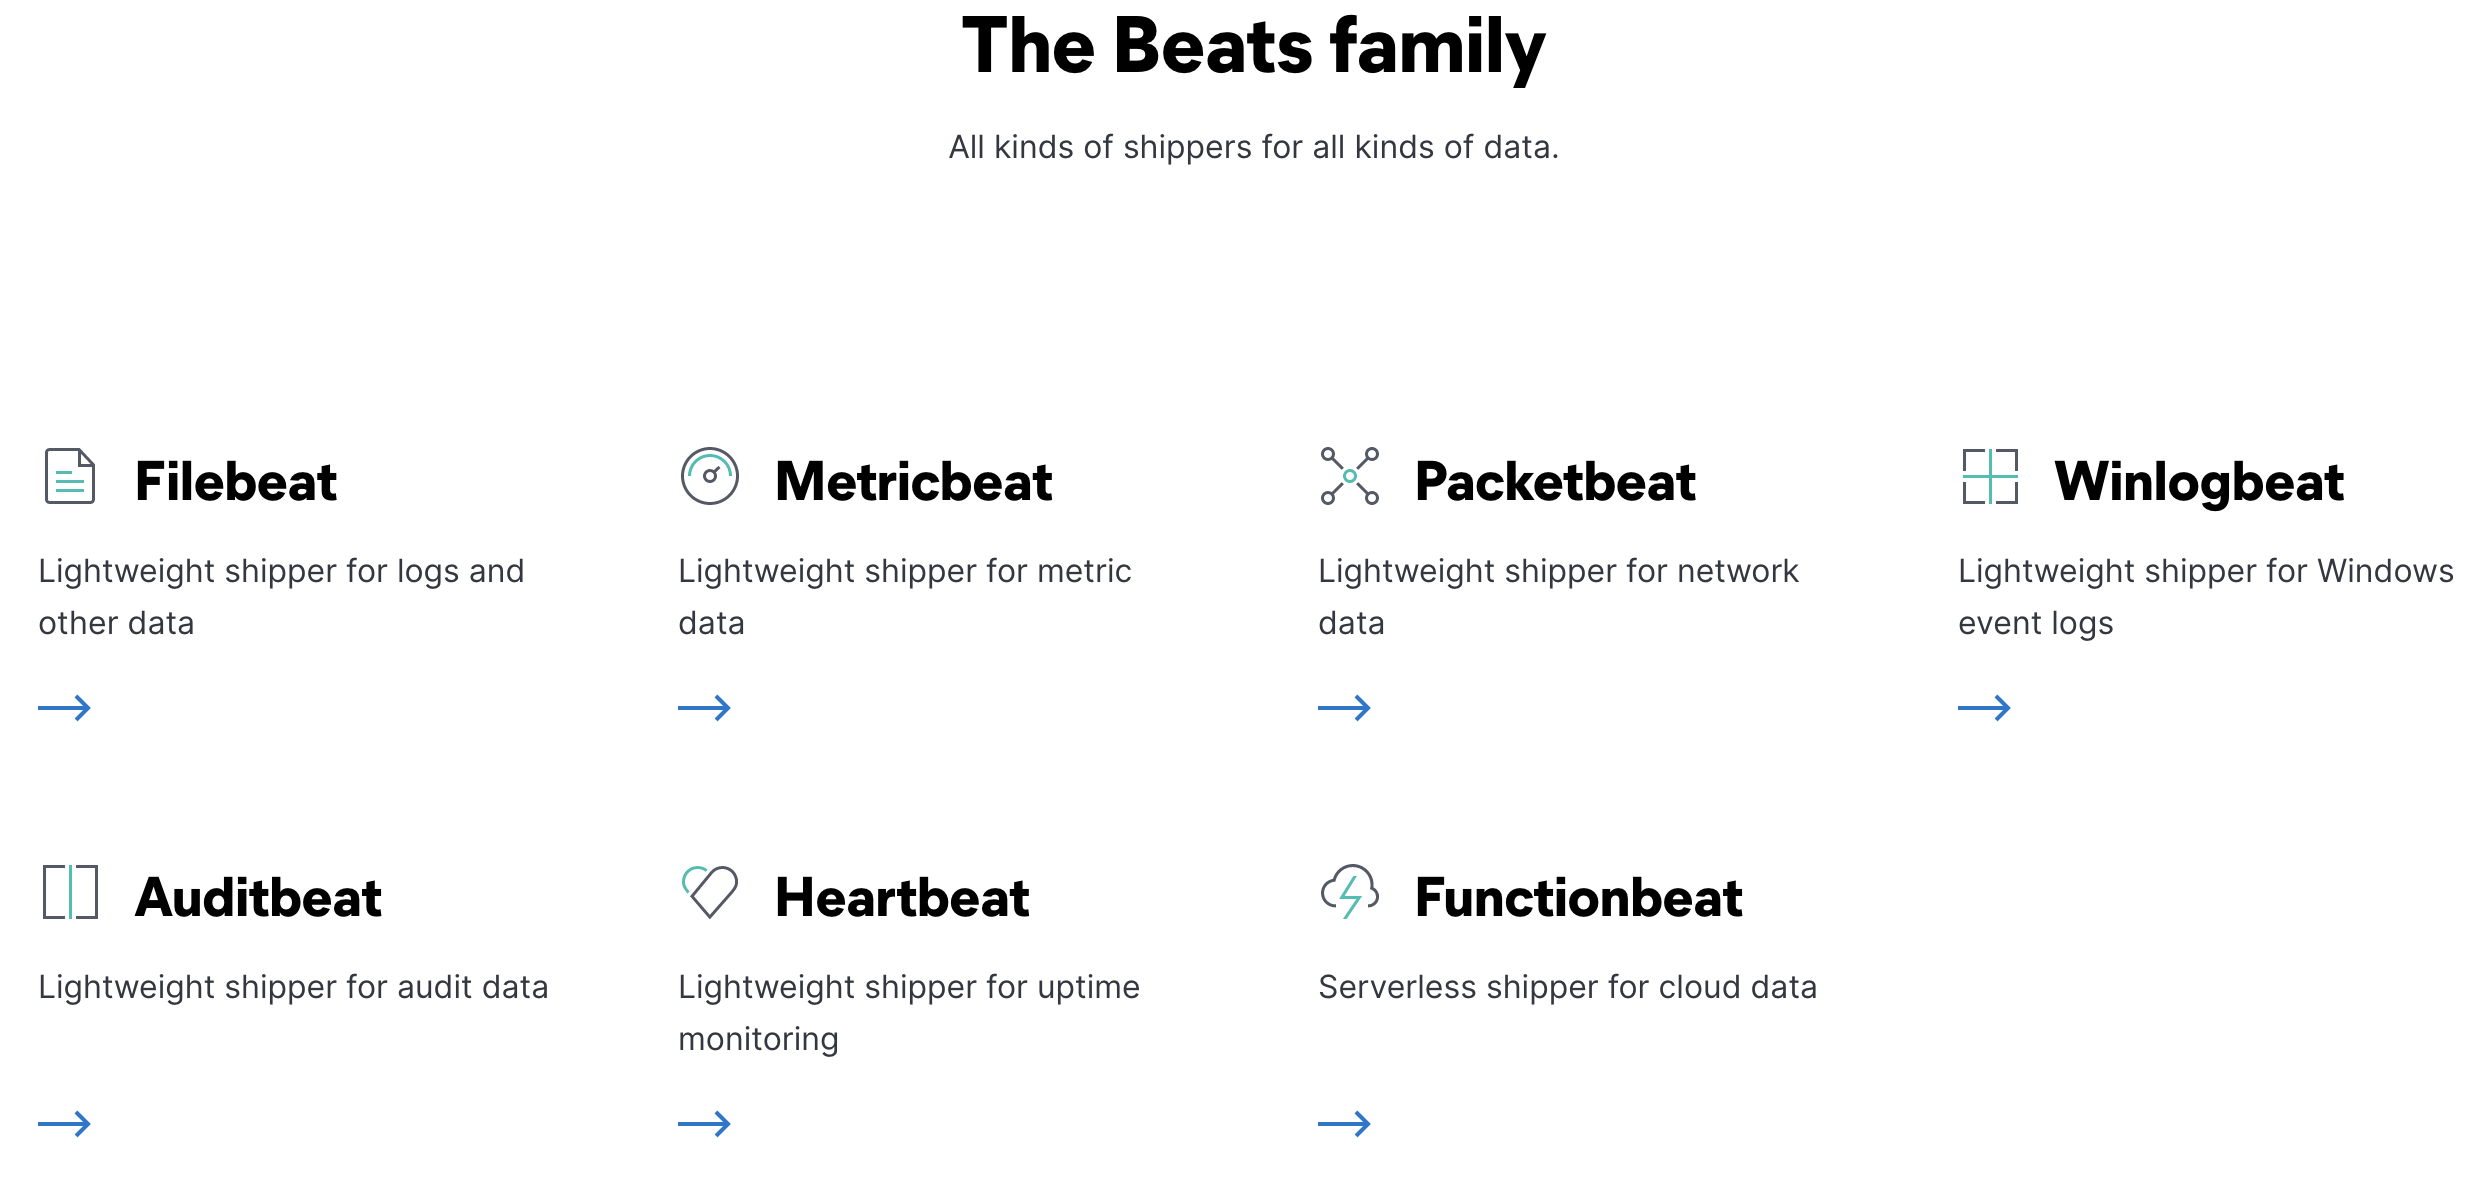 The Beats family
All kinds of shippers for all kinds of data.
Filebeat
Lightweight shipper for logs and
other data
Metricbeat
Lightweight shipper for metric
data
Packetbeat
Lightweight shipper for network
data
Winlogbeat
Lightweight shipper for Windows
event logs
Auditbeat
Lightweight shipper for audit data
Heartbeat
Lightweight shipper for uptime
monitoring
Functionbeat
Serverless shipper for cloud data